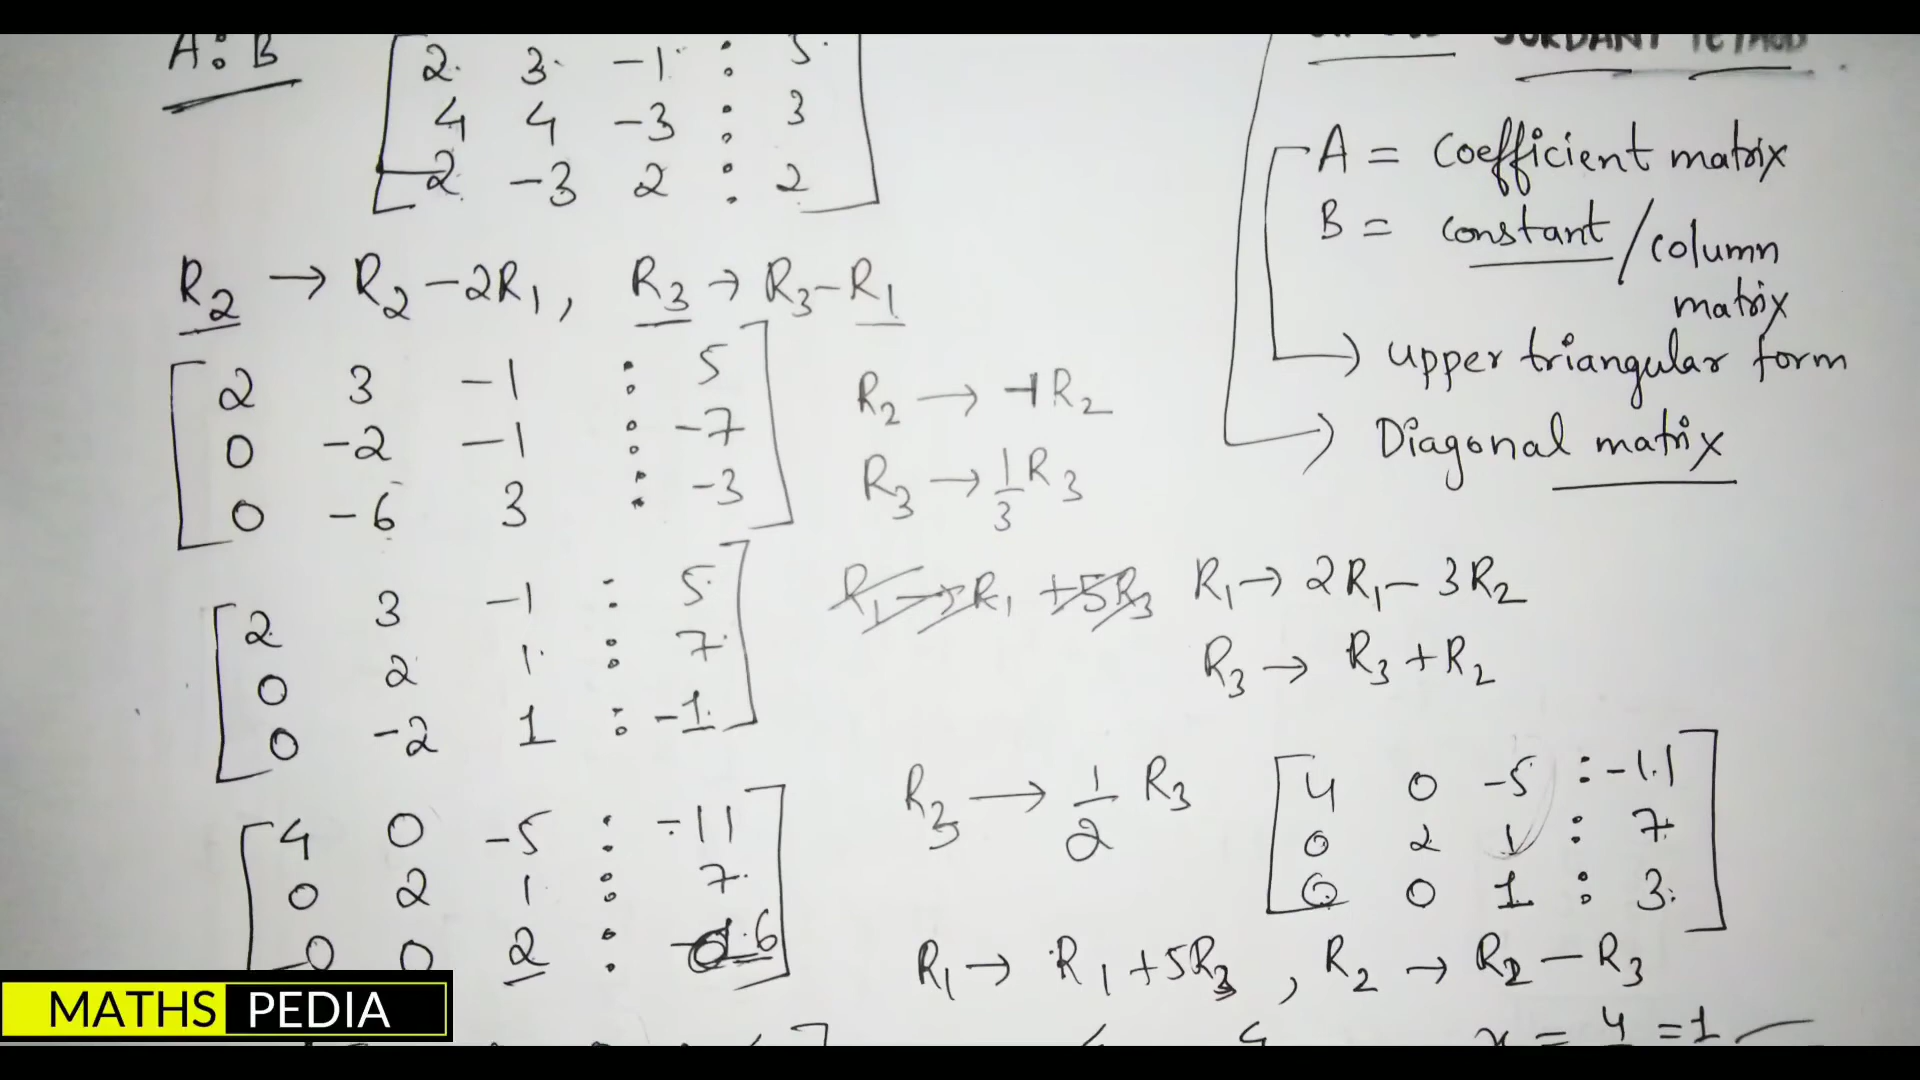 A : B
2 3 -1 : 5
4 4 -3 : 3
2 -3 2 : 2
R2 → R2 - 2R1, R3 → R3 - R1
2 3 -1 : 5
0 -2 -1 : -7
0 -6 3 : -3
R2 → -1R2
R3 → 1/3 R3
2 3 -1 : 5
0 2 1 : 7
0 -2 1 : -1
R1 → 2R1 - 3R2
R3 → R3 + R2
4 0 -5 : -11
0 2 1 : 7
0 0 2 : 6
R3 → 1/2 R3
4 0 -5 : -11
0 2 1 : 7
0 0 1 : 3
R1 → R1 + 5R3, R2 → R2 - R3
x = 4 = 1
JORDAN METHOD
A = Coefficient matrix
B = constant / column
matrix
→ upper triangular form
→ Diagonal matrix
MATHS PEDIA